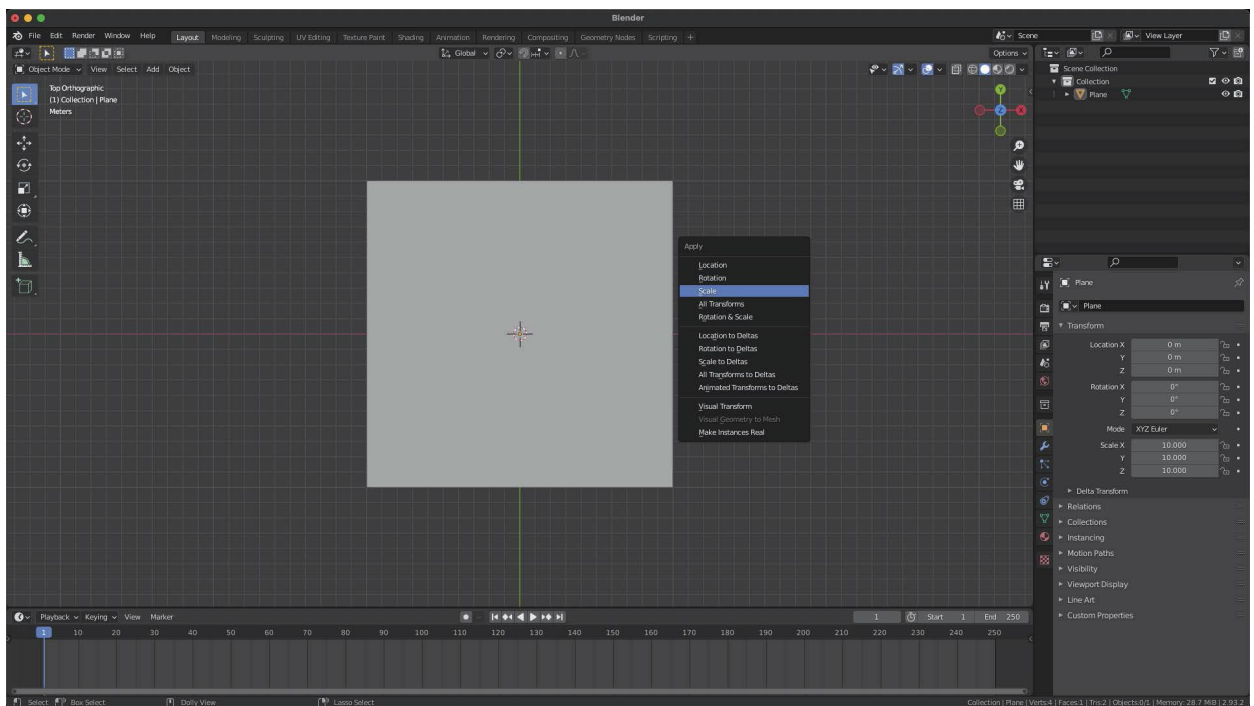 Blender
File Edit Render Window Help Layout Modeling Sculpting UV Editing Texture Paint Shading Animation Rendering Compositing Geometry Nodes Scripting + Scene View Layer
Global Options
Object Mode View Select Add Object
Top Orthographic
(1) Collection | Plane
Meters
Y
Z
X
Scene Collection
Collection
Plane
Apply
Location
Rotation
Scale
All Transforms
Rotation & Scale
Location to Deltas
Rotation to Deltas
Scale to Deltas
All Transforms to Deltas
Animated Transforms to Deltas
Visual Transform
Visual Geometry to Mesh
Make Instances Real
Plane
Plane
Transform
Location X 0 m
Y 0 m
Z 0 m
Rotation X 0°
Y 0°
Z 0°
Mode XYZ Euler
Scale X 10.000
Y 10.000
Z 10.000
Delta Transform
Relations
Collections
Instancing
Motion Paths
Visibility
Viewport Display
Line Art
Custom Properties
Playback Keying View Marker 1 Start 1 End 250
1 10 20 30 40 50 60 70 80 90 100 110 120 130 140 150 160 170 180 190 200 210 220 230 240 250
Select Box Select Dolly View Lasso Select Collection | Plane | Verts:4 | Faces:1 | Tris:2 | Objects:0/1 | Memory: 28.7 MiB | 2.93.2